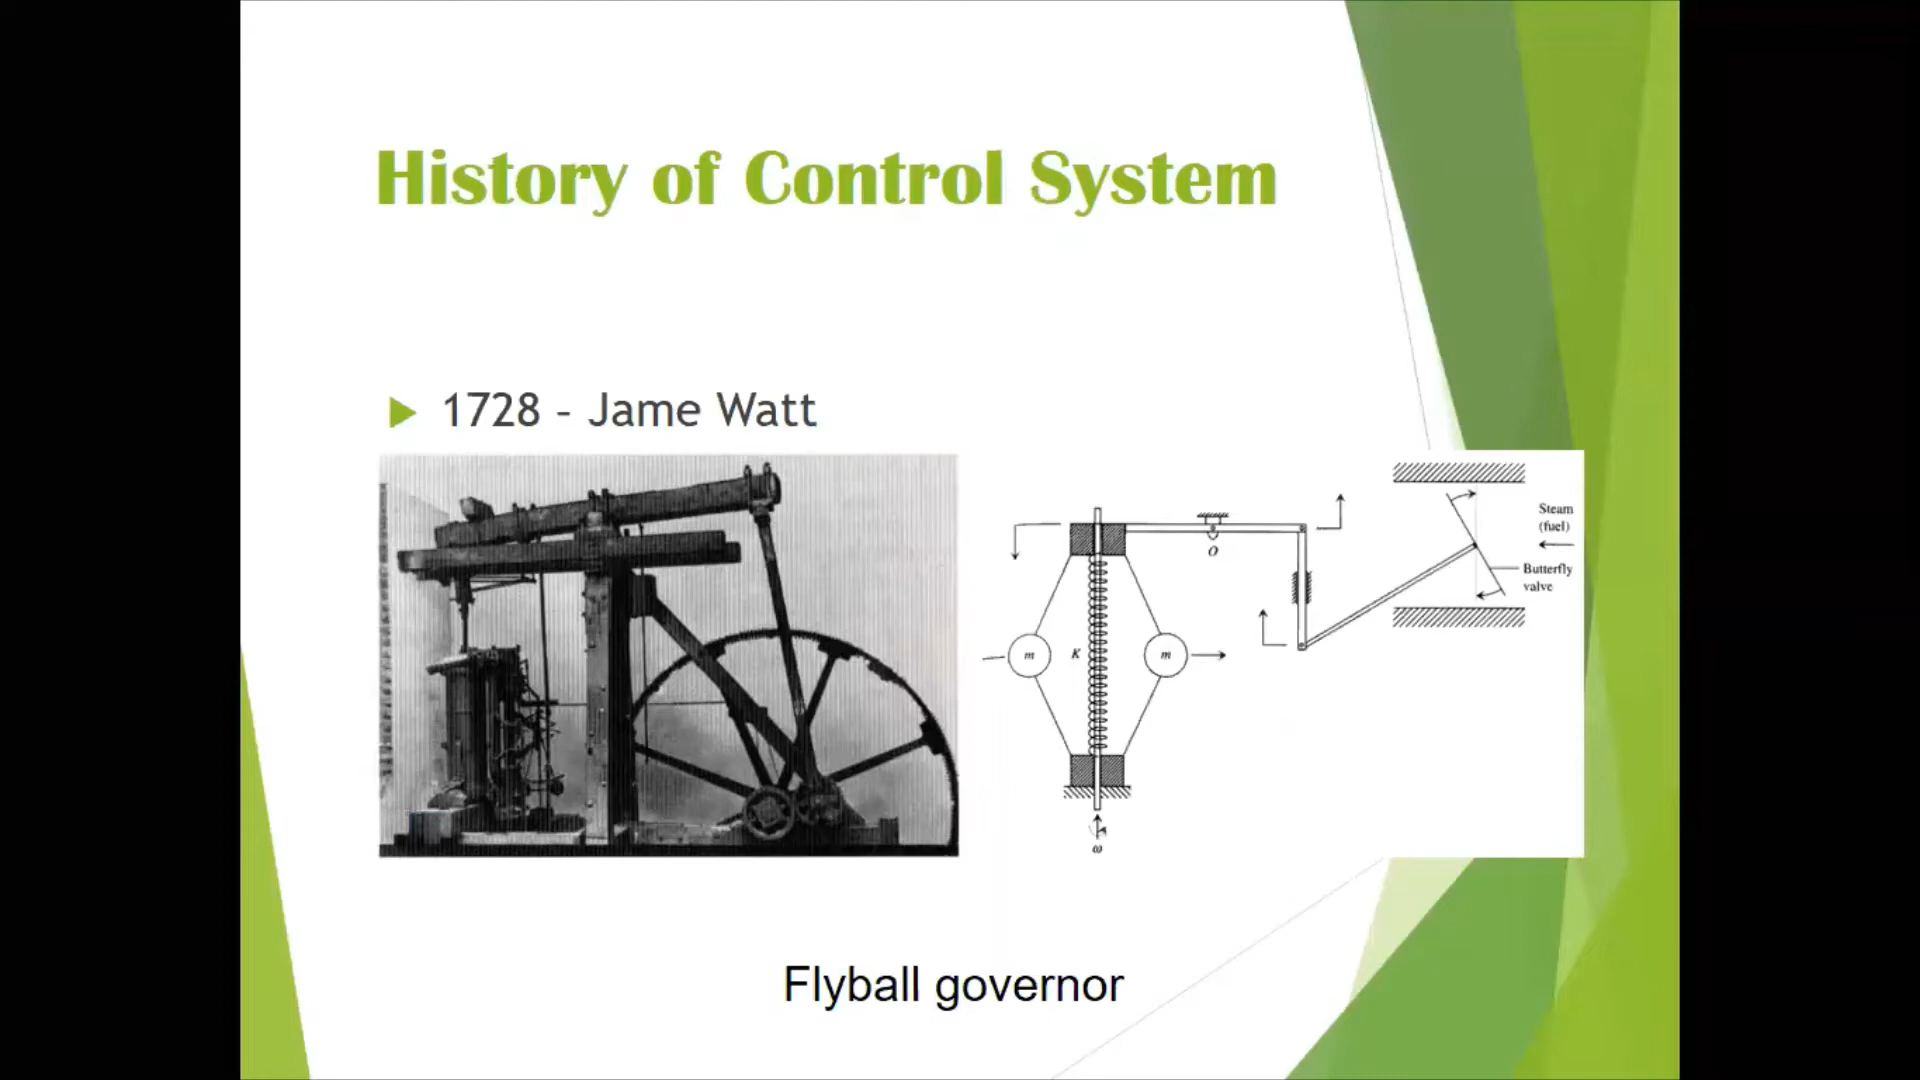 History of Control System
1728 – Jame Watt
Steam
(fuel)
O
Butterfly
valve
m
K
m
ω
Flyball governor